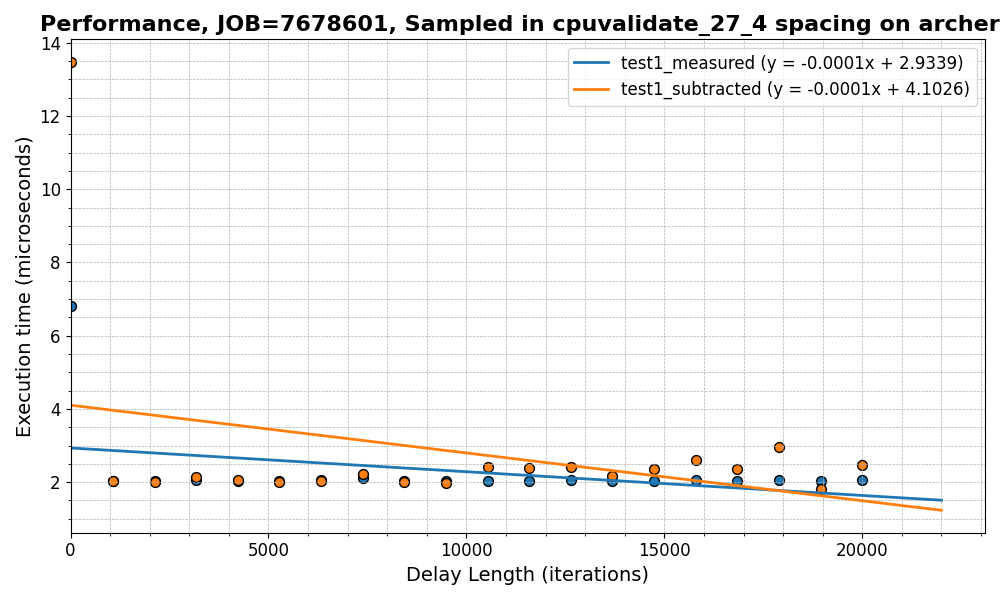 Performance, JOB=7678601, Sampled in cpuvalidate_27_4 spacing on archer
test1_measured (y = -0.0001x + 2.9339)
test1_subtracted (y = -0.0001x + 4.1026)
Execution time (microseconds)
14
12
10
8
6
4
2
0
5000
10000
15000
20000
Delay Length (iterations)